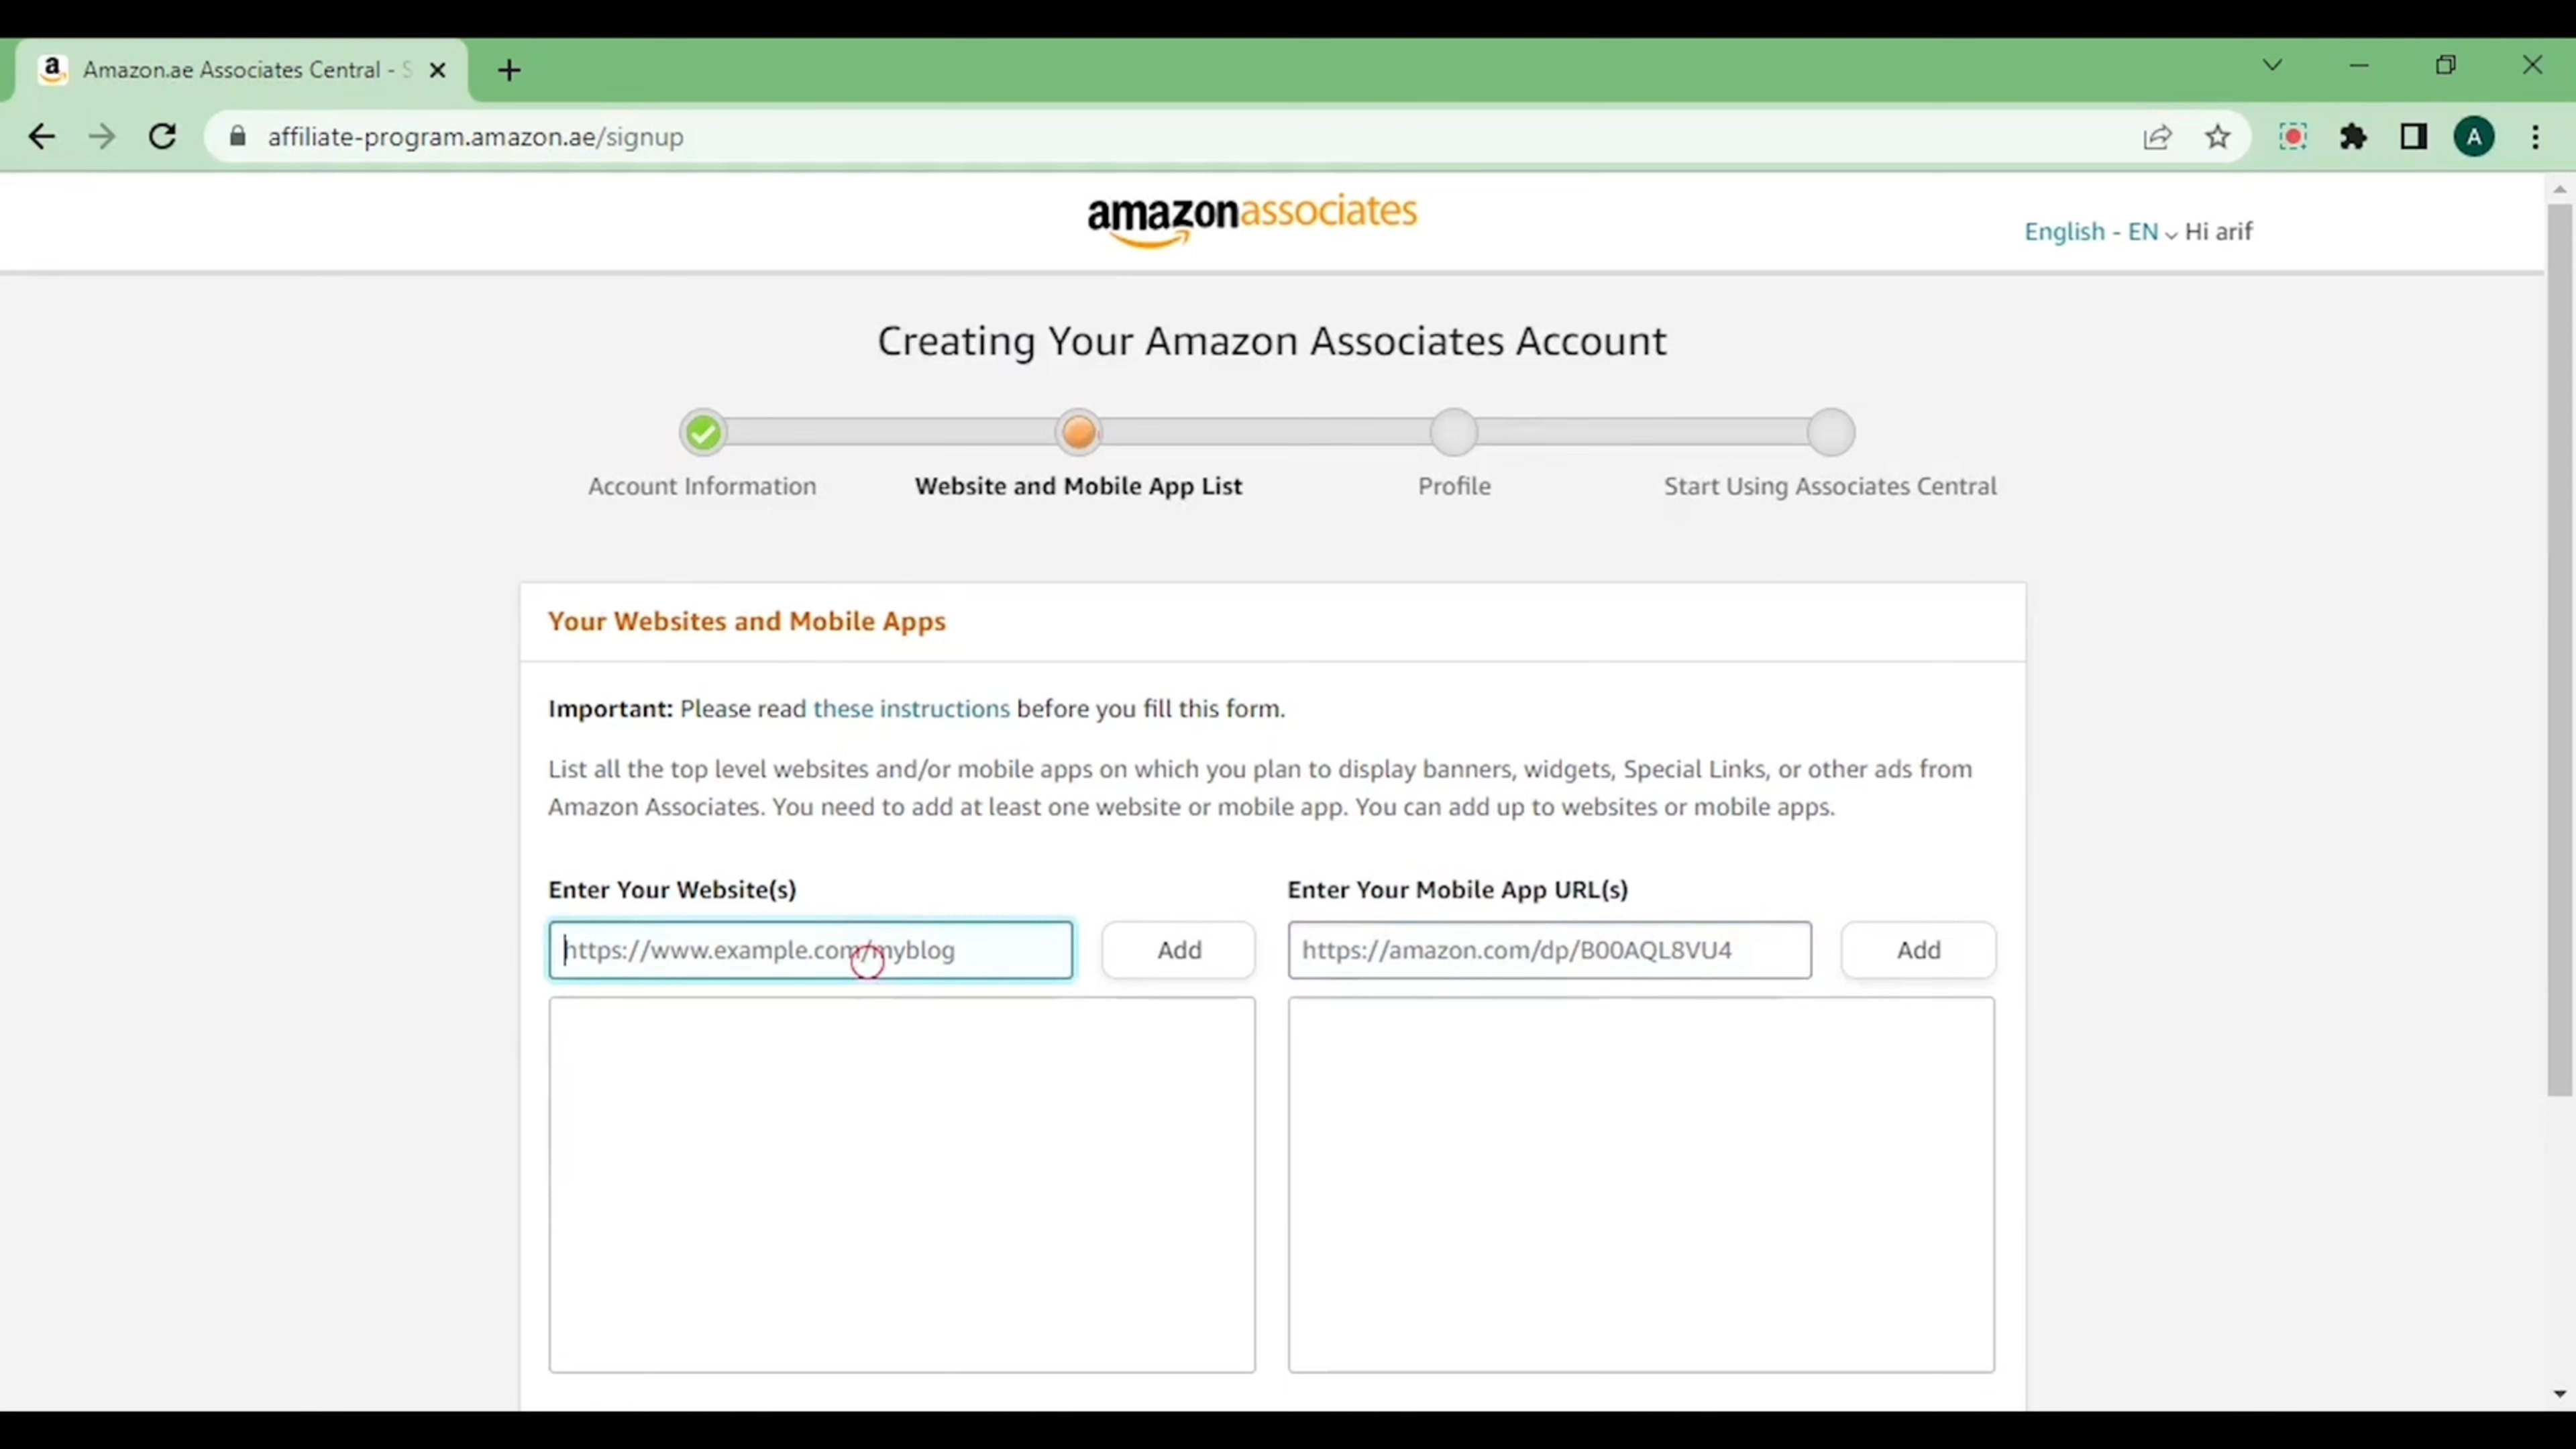 Amazon.ae Associates Central - S
affiliate-program.amazon.ae/signup
A
amazonassociates
English - EN Hi arif
Creating Your Amazon Associates Account
Account Information
Website and Mobile App List
Profile
Start Using Associates Central
Your Websites and Mobile Apps
Important: Please read these instructions before you fill this form.
List all the top level websites and/or mobile apps on which you plan to display banners, widgets, Special Links, or other ads from
Amazon Associates. You need to add at least one website or mobile app. You can add up to websites or mobile apps.
Enter Your Website(s)
https://www.example.com/myblog
Add
Enter Your Mobile App URL(s)
https://amazon.com/dp/B00AQL8VU4
Add